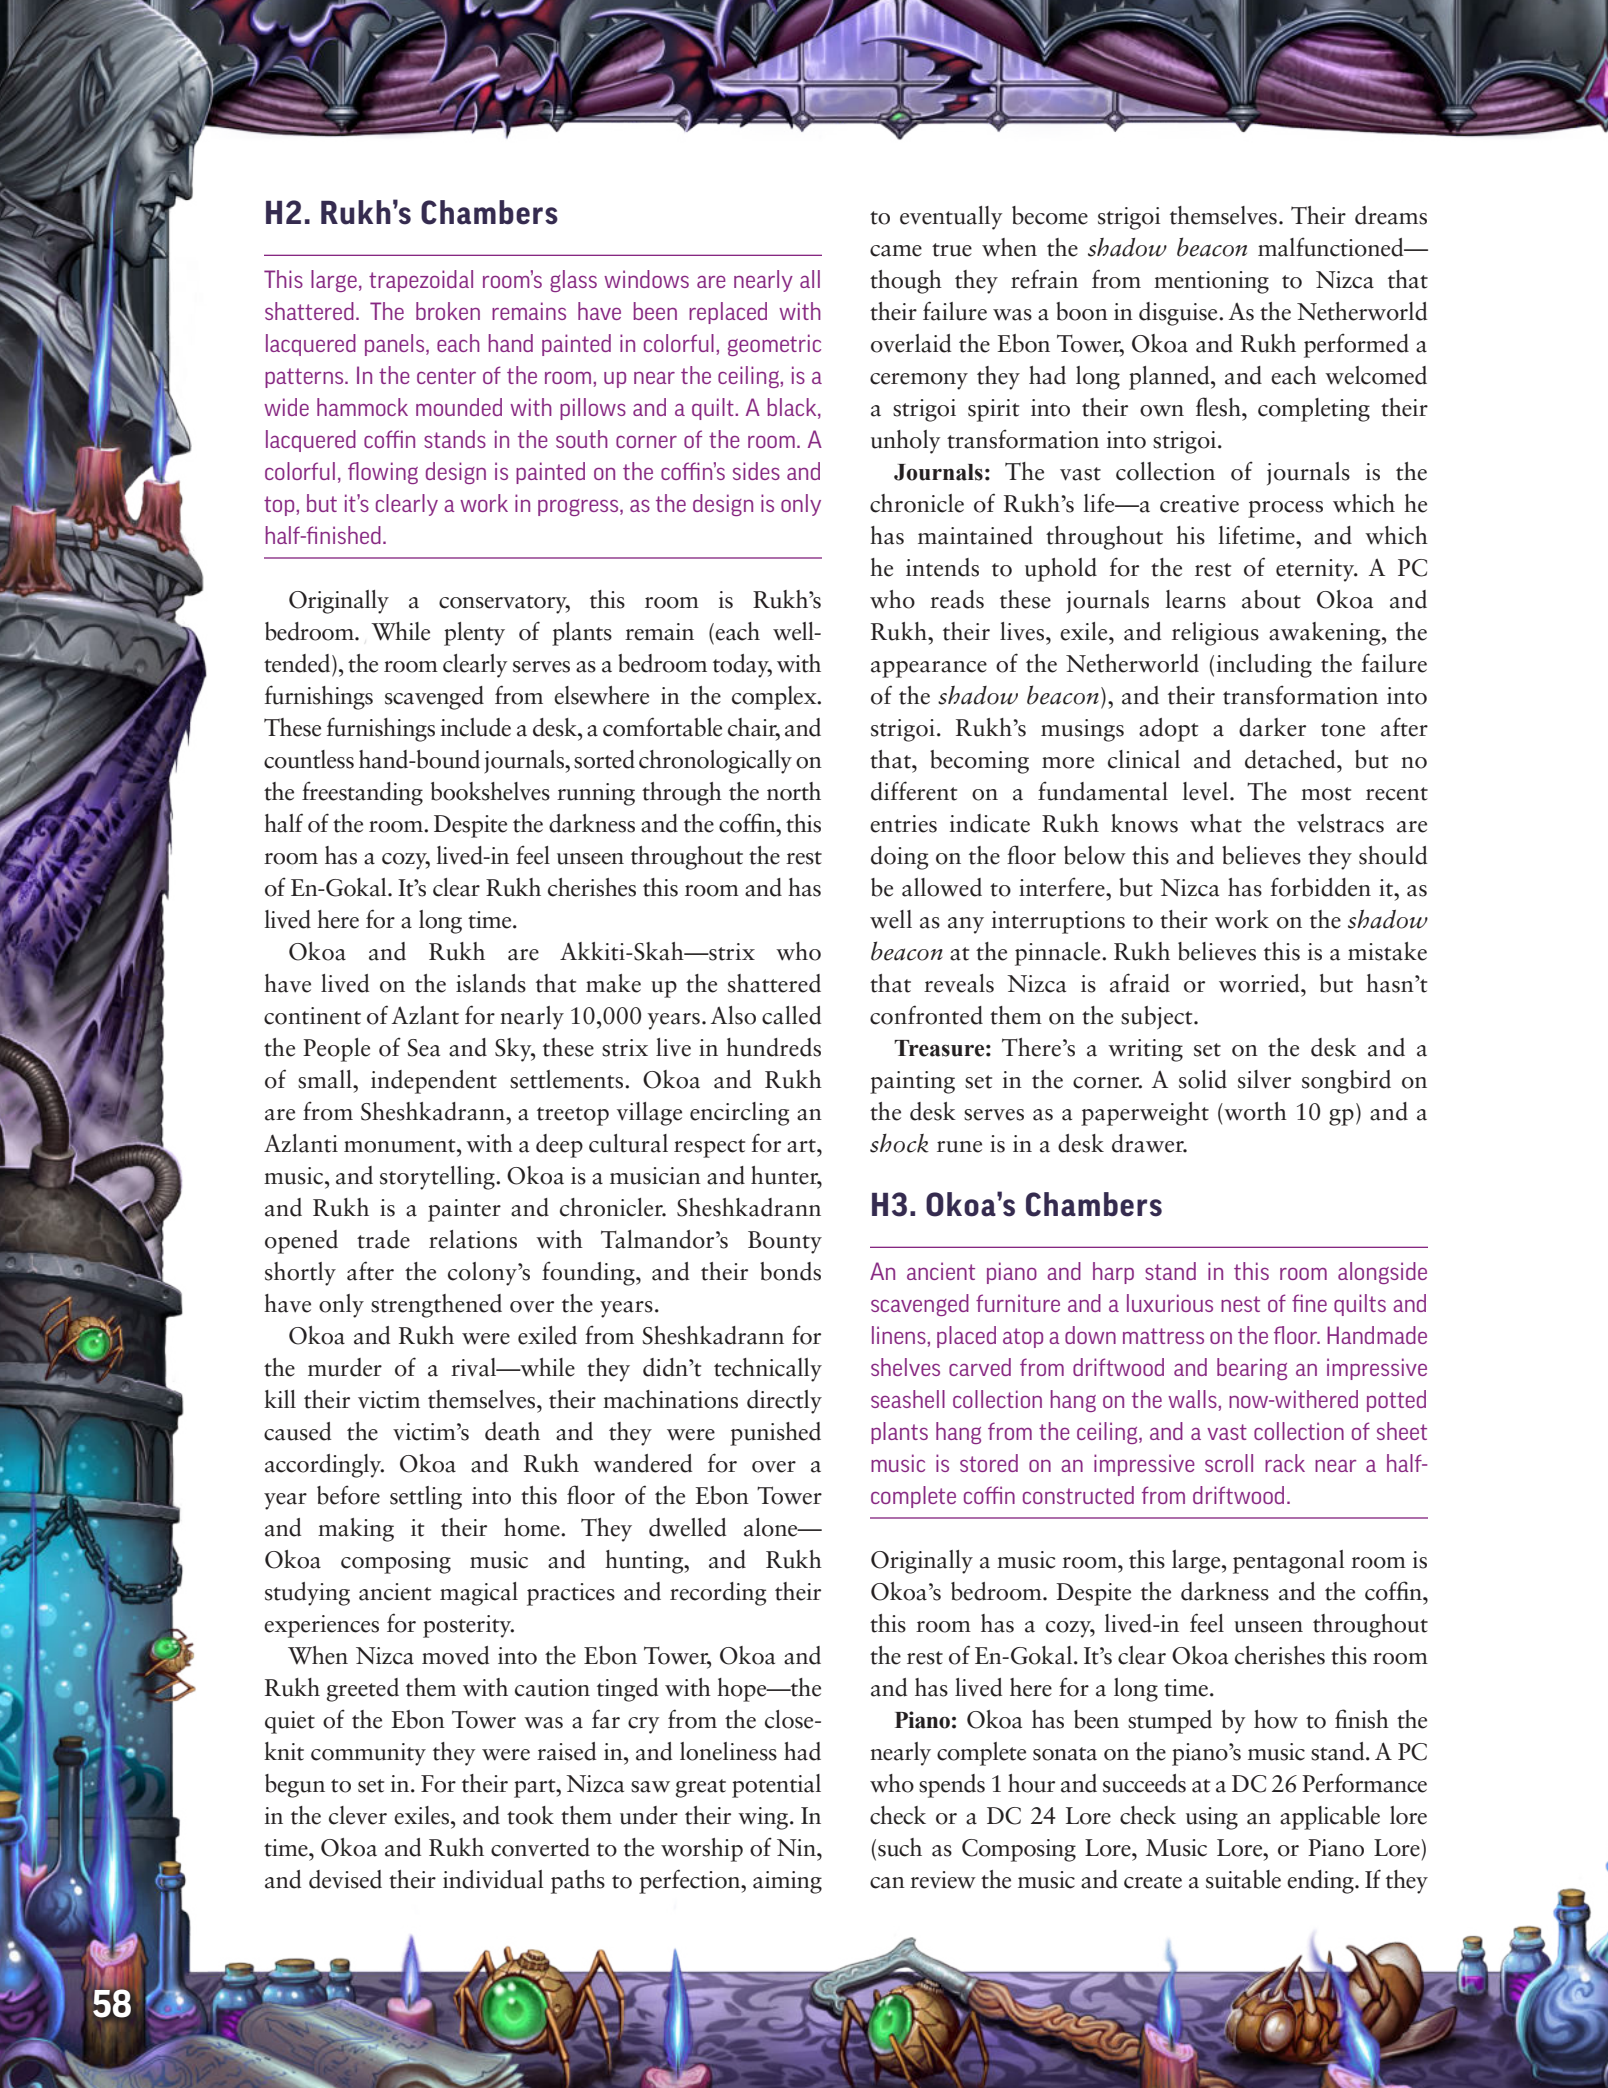 H2. Rukh's Chambers
This large, trapezoidal room's glass windows are nearly all
shattered. The broken remains have been replaced with
lacquered panels, each hand painted in colorful, geometric
patterns. In the center of the room, up near the ceiling, is a
wide hammock mounded with pillows and a quilt. A black,
lacquered coffin stands in the south corner of the room. A
colorful, flowing design is painted on the coffin's sides and
top, but it's clearly a work in progress, as the design is only
half-finished.
Originally a conservatory, this room is Rukh's
bedroom. While plenty of plants remain (each well-
tended), the room clearly serves as a bedroom today, with
furnishings scavenged from elsewhere in the complex.
These furnishings include a desk, a comfortable chair, and
countless hand-bound journals, sorted chronologically on
the freestanding bookshelves running through the north
half of the room. Despite the darkness and the coffin, this
room has a cozy, lived-in feel unseen throughout the rest
of En-Gokal. It's clear Rukh cherishes this room and has
lived here for a long time.
Okoa and Rukh are Akkiti-Skah—strix who
have lived on the islands that make up the shattered
continent of Azlant for nearly 10,000 years. Also called
the People of Sea and Sky, these strix live in hundreds
of small, independent settlements. Okoa and Rukh
are from Sheshkadrann, a treetop village encircling an
Azlanti monument, with a deep cultural respect for art,
music, and storytelling. Okoa is a musician and hunter,
and Rukh is a painter and chronicler. Sheshkadrann
opened trade relations with Talmandor's Bounty
shortly after the colony's founding, and their bonds
have only strengthened over the years.
Okoa and Rukh were exiled from Sheshkadrann for
the murder of a rival—while they didn't technically
kill their victim themselves, their machinations directly
caused the victim's death and they were punished
accordingly. Okoa and Rukh wandered for over a
year before settling into this floor of the Ebon Tower
and making it their home. They dwelled alone—
Okoa composing music and hunting, and Rukh
studying ancient magical practices and recording their
experiences for posterity.
When Nizca moved into the Ebon Tower, Okoa and
Rukh greeted them with caution tinged with hope—the
quiet of the Ebon Tower was a far cry from the close-
knit community they were raised in, and loneliness had
begun to set in. For their part, Nizca saw great potential
in the clever exiles, and took them under their wing. In
time, Okoa and Rukh converted to the worship of Nin,
and devised their individual paths to perfection, aiming
to eventually become strigoi themselves. Their dreams
came true when the shadow beacon malfunctioned—
though they refrain from mentioning to Nizca that
their failure was a boon in disguise. As the Netherworld
overlaid the Ebon Tower, Okoa and Rukh performed a
ceremony they had long planned, and each welcomed
a strigoi spirit into their own flesh, completing their
unholy transformation into strigoi.
Journals: The vast collection of journals is the
chronicle of Rukh's life—a creative process which he
has maintained throughout his lifetime, and which
he intends to uphold for the rest of eternity. A PC
who reads these journals learns about Okoa and
Rukh, their lives, exile, and religious awakening, the
appearance of the Netherworld (including the failure
of the shadow beacon), and their transformation into
strigoi. Rukh's musings adopt a darker tone after
that, becoming more clinical and detached, but no
different on a fundamental level. The most recent
entries indicate Rukh knows what the velstracs are
doing on the floor below this and believes they should
be allowed to interfere, but Nizca has forbidden it, as
well as any interruptions to their work on the shadow
beacon at the pinnacle. Rukh believes this is a mistake
that reveals Nizca is afraid or worried, but hasn't
confronted them on the subject.
Treasure: There's a writing set on the desk and a
painting set in the corner. A solid silver songbird on
the desk serves as a paperweight (worth 10 gp) and a
shock rune is in a desk drawer.
H3. Okoa's Chambers
An ancient piano and harp stand in this room alongside
scavenged furniture and a luxurious nest of fine quilts and
linens, placed atop a down mattress on the floor. Handmade
shelves carved from driftwood and bearing an impressive
seashell collection hang on the walls, now-withered potted
plants hang from the ceiling, and a vast collection of sheet
music is stored on an impressive scroll rack near a half-
complete coffin constructed from driftwood.
Originally a music room, this large, pentagonal room is
Okoa's bedroom. Despite the darkness and the coffin,
this room has a cozy, lived-in feel unseen throughout
the rest of En-Gokal. It's clear Okoa cherishes this room
and has lived here for a long time.
Piano: Okoa has been stumped by how to finish the
nearly complete sonata on the piano's music stand. A PC
who spends 1 hour and succeeds at a DC 26 Performance
check or a DC 24 Lore check using an applicable lore
(such as Composing Lore, Music Lore, or Piano Lore)
can review the music and create a suitable ending. If they
58